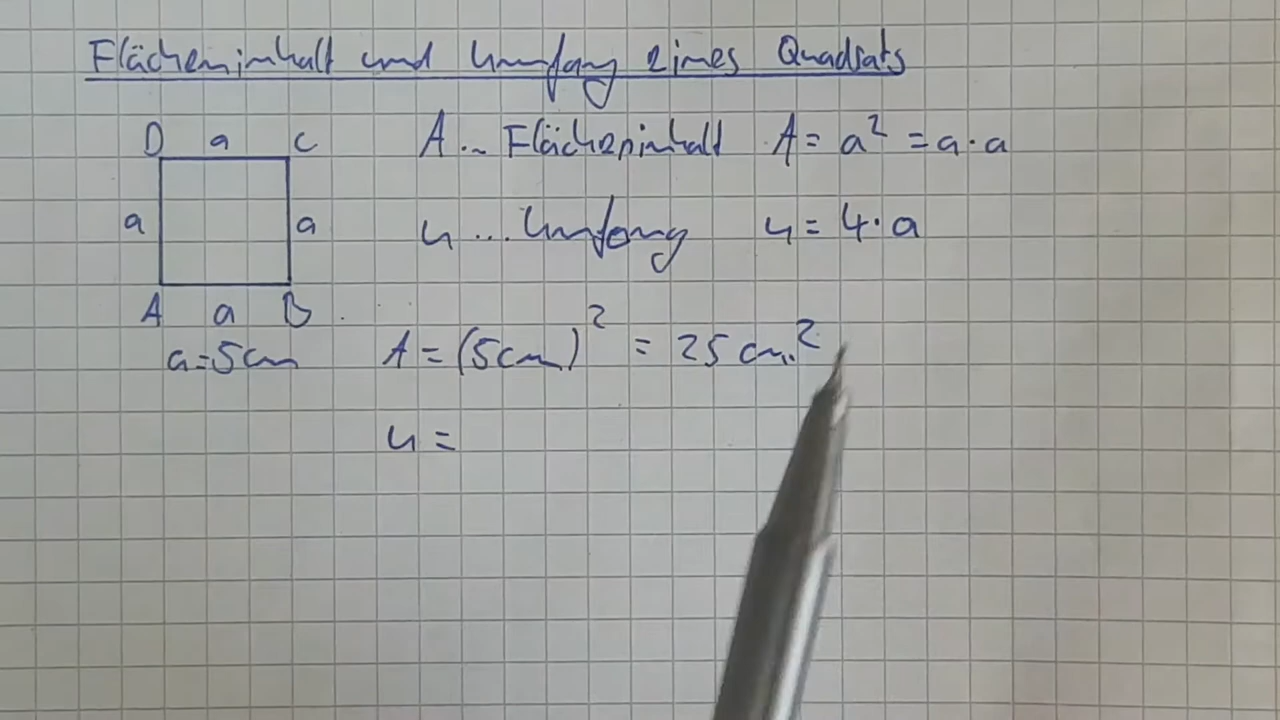 Flächeninhalt und Umfang eines Quadrats
D a C
A... Flächeninhalt A = a² = a · a
a a
u ... Umfang u = 4 · a
A a B
a = 5cm
A = (5cm)² = 25 cm²
u =